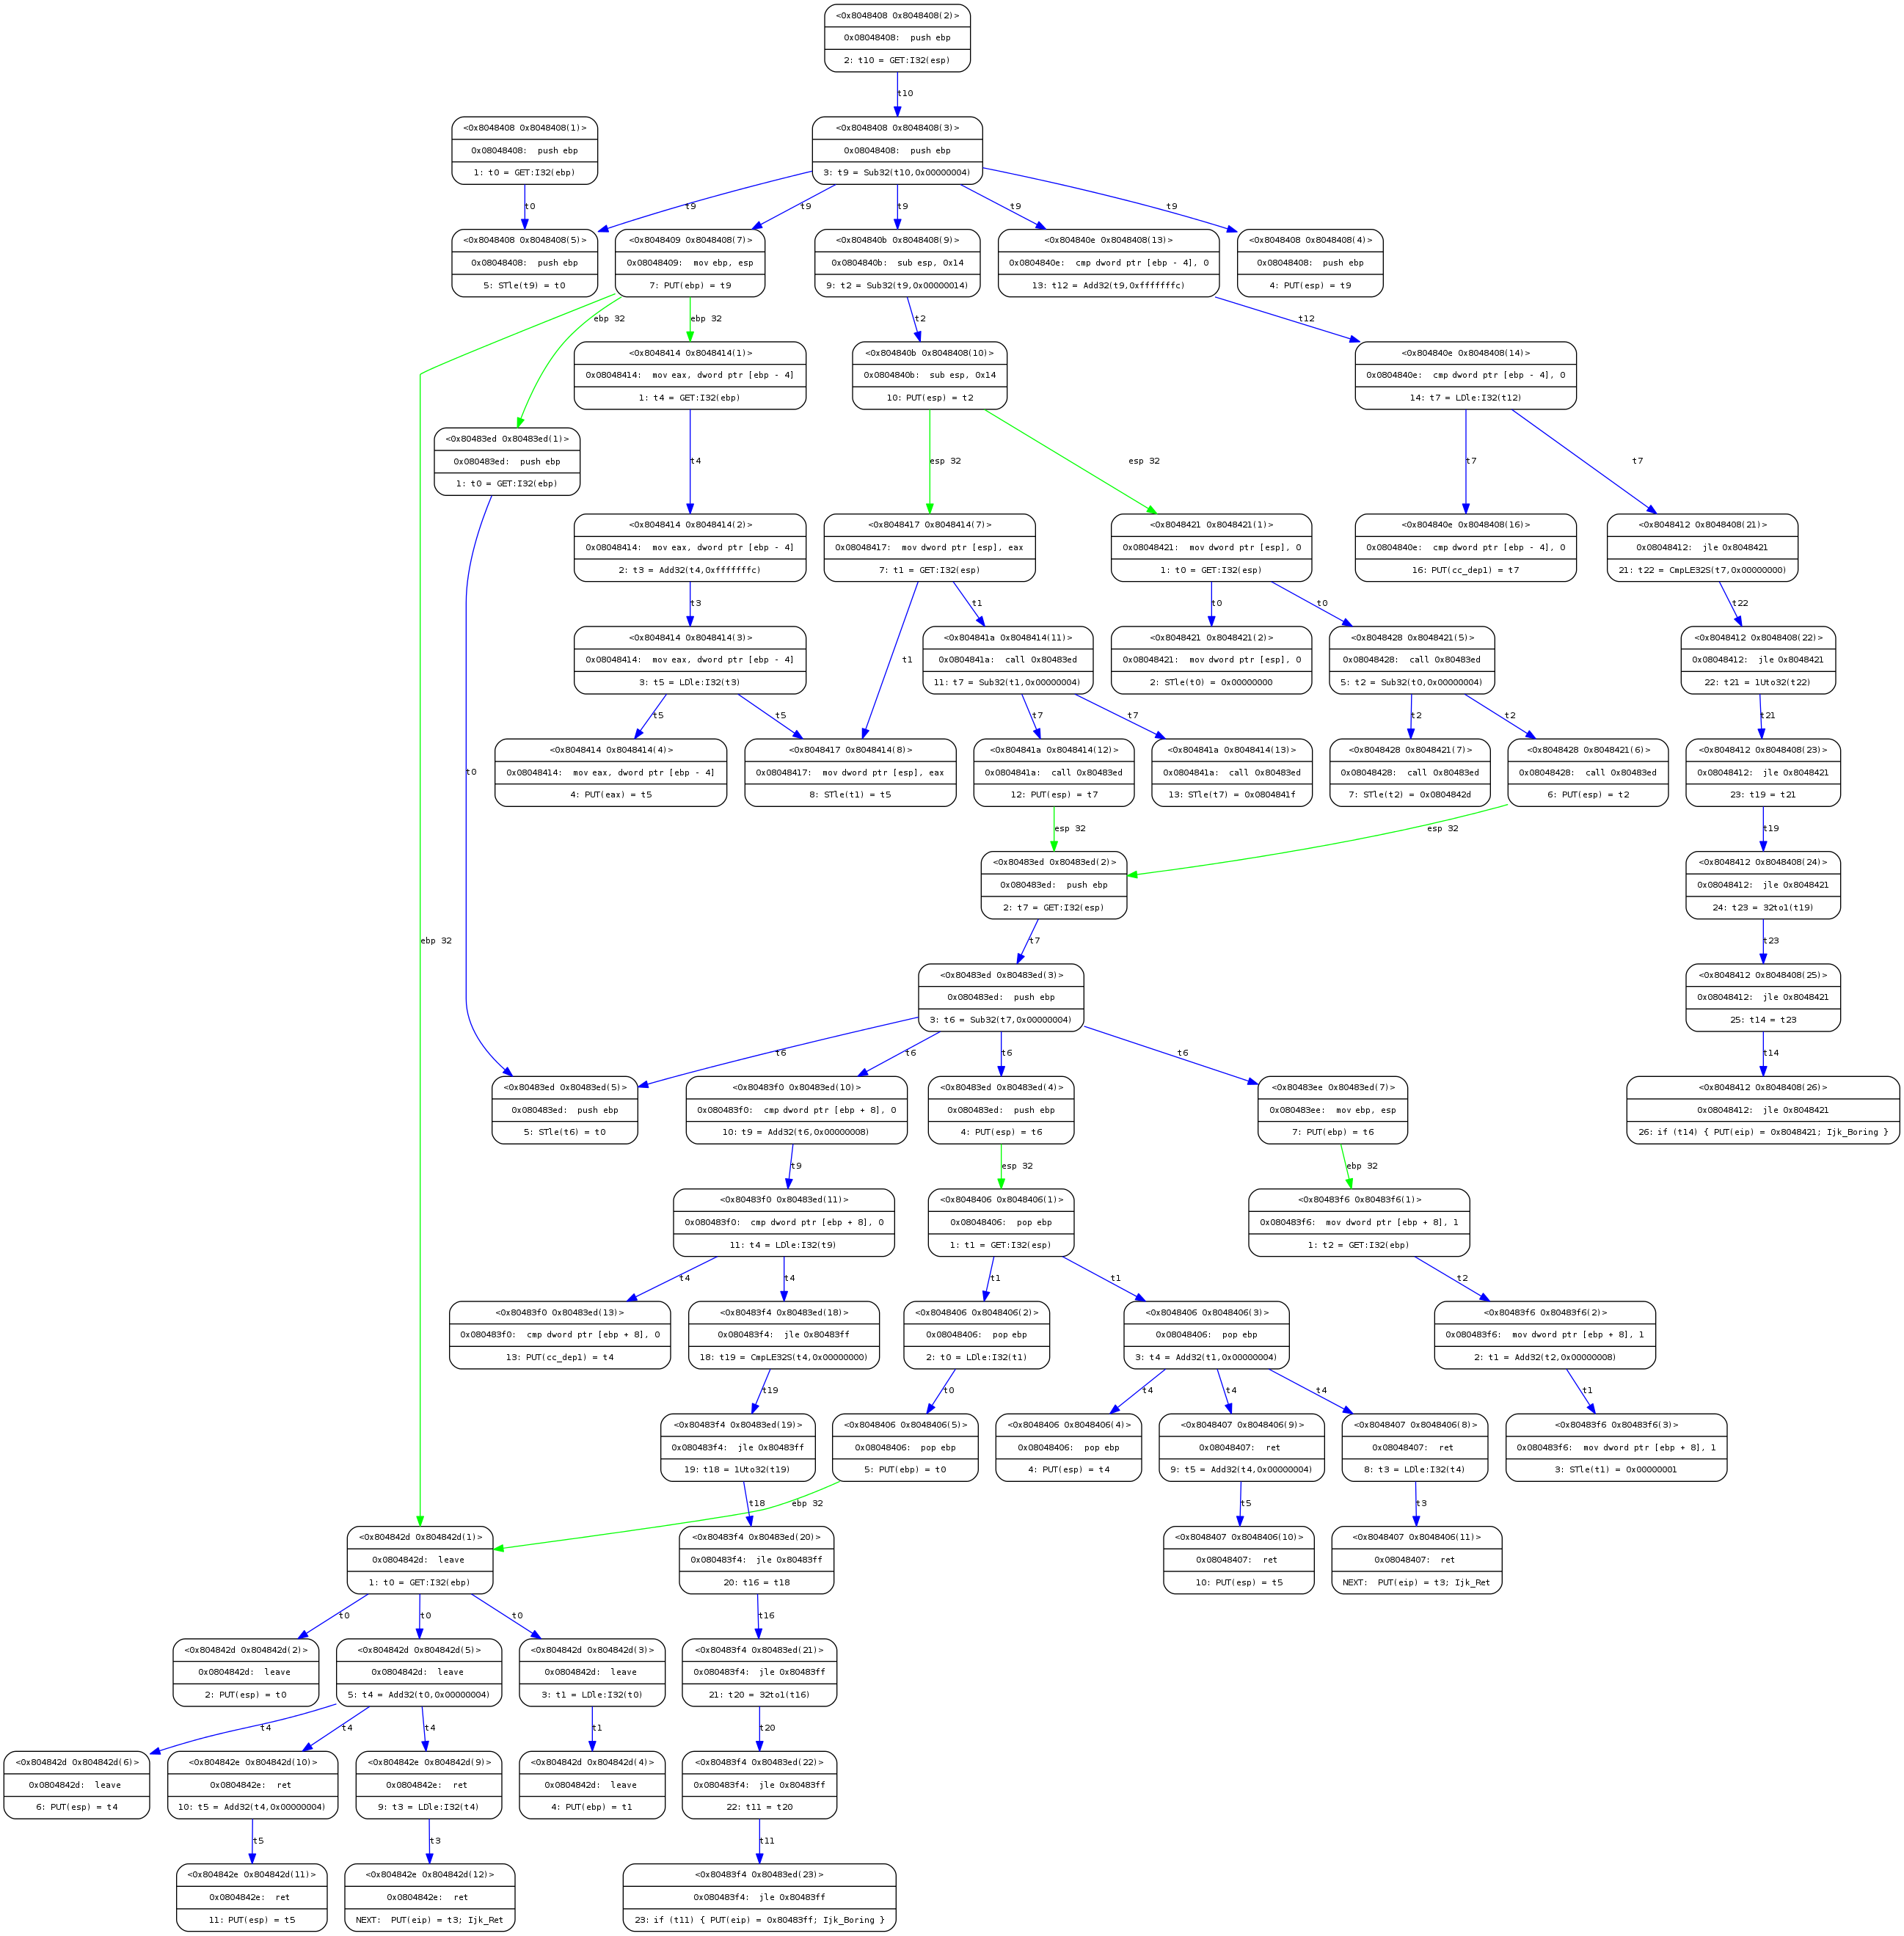 <0x8048408 0x8048408(2)>
0x08048408:  push ebp
2: t10 = GET:I32(esp)
t10
<0x8048408 0x8048408(1)>
0x08048408:  push ebp
1: t0 = GET:I32(ebp)
<0x8048408 0x8048408(3)>
0x08048408:  push ebp
3: t9 = Sub32(t10,0x00000004)
t0
t9
t9
t9
t9
t9
<0x8048408 0x8048408(5)>
0x08048408:  push ebp
5: STle(t9) = t0
<0x8048409 0x8048408(7)>
0x08048409:  mov ebp, esp
7: PUT(ebp) = t9
<0x804840b 0x8048408(9)>
0x0804840b:  sub esp, 0x14
9: t2 = Sub32(t9,0x00000014)
<0x804840e 0x8048408(13)>
0x0804840e:  cmp dword ptr [ebp - 4], 0
13: t12 = Add32(t9,0xfffffffc)
<0x8048408 0x8048408(4)>
0x08048408:  push ebp
4: PUT(esp) = t9
ebp 32
ebp 32
t2
t12
<0x8048414 0x8048414(1)>
0x08048414:  mov eax, dword ptr [ebp - 4]
1: t4 = GET:I32(ebp)
<0x804840b 0x8048408(10)>
0x0804840b:  sub esp, 0x14
10: PUT(esp) = t2
<0x804840e 0x8048408(14)>
0x0804840e:  cmp dword ptr [ebp - 4], 0
14: t7 = LDle:I32(t12)
<0x80483ed 0x80483ed(1)>
0x080483ed:  push ebp
1: t0 = GET:I32(ebp)
t4
esp 32
esp 32
t7
t7
<0x8048414 0x8048414(2)>
0x08048414:  mov eax, dword ptr [ebp - 4]
2: t3 = Add32(t4,0xfffffffc)
<0x8048417 0x8048414(7)>
0x08048417:  mov dword ptr [esp], eax
7: t1 = GET:I32(esp)
<0x8048421 0x8048421(1)>
0x08048421:  mov dword ptr [esp], 0
1: t0 = GET:I32(esp)
<0x804840e 0x8048408(16)>
0x0804840e:  cmp dword ptr [ebp - 4], 0
16: PUT(cc_dep1) = t7
<0x8048412 0x8048408(21)>
0x08048412:  jle 0x8048421
21: t22 = CmpLE32S(t7,0x00000000)
t3
t1
t0
t0
t22
<0x8048414 0x8048414(3)>
0x08048414:  mov eax, dword ptr [ebp - 4]
3: t5 = LDle:I32(t3)
t1
<0x804841a 0x8048414(11)>
0x0804841a:  call 0x80483ed
11: t7 = Sub32(t1,0x00000004)
<0x8048421 0x8048421(2)>
0x08048421:  mov dword ptr [esp], 0
2: STle(t0) = 0x00000000
<0x8048428 0x8048421(5)>
0x08048428:  call 0x80483ed
5: t2 = Sub32(t0,0x00000004)
<0x8048412 0x8048408(22)>
0x08048412:  jle 0x8048421
22: t21 = 1Uto32(t22)
t5
t5
t7
t7
t2
t2
t21
t0
<0x8048414 0x8048414(4)>
0x08048414:  mov eax, dword ptr [ebp - 4]
4: PUT(eax) = t5
<0x8048417 0x8048414(8)>
0x08048417:  mov dword ptr [esp], eax
8: STle(t1) = t5
<0x804841a 0x8048414(12)>
0x0804841a:  call 0x80483ed
12: PUT(esp) = t7
<0x804841a 0x8048414(13)>
0x0804841a:  call 0x80483ed
13: STle(t7) = 0x0804841f
<0x8048428 0x8048421(7)>
0x08048428:  call 0x80483ed
7: STle(t2) = 0x0804842d
<0x8048428 0x8048421(6)>
0x08048428:  call 0x80483ed
6: PUT(esp) = t2
<0x8048412 0x8048408(23)>
0x08048412:  jle 0x8048421
23: t19 = t21
esp 32
esp 32
t19
<0x80483ed 0x80483ed(2)>
0x080483ed:  push ebp
2: t7 = GET:I32(esp)
<0x8048412 0x8048408(24)>
0x08048412:  jle 0x8048421
24: t23 = 32to1(t19)
ebp 32
t7
t23
<0x80483ed 0x80483ed(3)>
0x080483ed:  push ebp
3: t6 = Sub32(t7,0x00000004)
<0x8048412 0x8048408(25)>
0x08048412:  jle 0x8048421
25: t14 = t23
t6
t6
t6
t6
t14
<0x80483ed 0x80483ed(5)>
0x080483ed:  push ebp
5: STle(t6) = t0
<0x80483f0 0x80483ed(10)>
0x080483f0:  cmp dword ptr [ebp + 8], 0
10: t9 = Add32(t6,0x00000008)
<0x80483ed 0x80483ed(4)>
0x080483ed:  push ebp
4: PUT(esp) = t6
<0x80483ee 0x80483ed(7)>
0x080483ee:  mov ebp, esp
7: PUT(ebp) = t6
<0x8048412 0x8048408(26)>
0x08048412:  jle 0x8048421
26: if (t14) { PUT(eip) = 0x8048421; Ijk_Boring }
t9
esp 32
ebp 32
<0x80483f0 0x80483ed(11)>
0x080483f0:  cmp dword ptr [ebp + 8], 0
11: t4 = LDle:I32(t9)
<0x8048406 0x8048406(1)>
0x08048406:  pop ebp
1: t1 = GET:I32(esp)
<0x80483f6 0x80483f6(1)>
0x080483f6:  mov dword ptr [ebp + 8], 1
1: t2 = GET:I32(ebp)
t4
t4
t1
t1
t2
<0x80483f0 0x80483ed(13)>
0x080483f0:  cmp dword ptr [ebp + 8], 0
13: PUT(cc_dep1) = t4
<0x80483f4 0x80483ed(18)>
0x080483f4:  jle 0x80483ff
18: t19 = CmpLE32S(t4,0x00000000)
<0x8048406 0x8048406(2)>
0x08048406:  pop ebp
2: t0 = LDle:I32(t1)
<0x8048406 0x8048406(3)>
0x08048406:  pop ebp
3: t4 = Add32(t1,0x00000004)
<0x80483f6 0x80483f6(2)>
0x080483f6:  mov dword ptr [ebp + 8], 1
2: t1 = Add32(t2,0x00000008)
t19
t0
t4
t4
t4
t1
<0x80483f4 0x80483ed(19)>
0x080483f4:  jle 0x80483ff
19: t18 = 1Uto32(t19)
<0x8048406 0x8048406(5)>
0x08048406:  pop ebp
5: PUT(ebp) = t0
<0x8048406 0x8048406(4)>
0x08048406:  pop ebp
4: PUT(esp) = t4
<0x8048407 0x8048406(9)>
0x08048407:  ret
9: t5 = Add32(t4,0x00000004)
<0x8048407 0x8048406(8)>
0x08048407:  ret
8: t3 = LDle:I32(t4)
<0x80483f6 0x80483f6(3)>
0x080483f6:  mov dword ptr [ebp + 8], 1
3: STle(t1) = 0x00000001
t18
ebp 32
t5
t3
<0x804842d 0x804842d(1)>
0x0804842d:  leave
1: t0 = GET:I32(ebp)
<0x80483f4 0x80483ed(20)>
0x080483f4:  jle 0x80483ff
20: t16 = t18
<0x8048407 0x8048406(10)>
0x08048407:  ret
10: PUT(esp) = t5
<0x8048407 0x8048406(11)>
0x08048407:  ret
NEXT:  PUT(eip) = t3; Ijk_Ret
t0
t0
t0
t16
<0x804842d 0x804842d(2)>
0x0804842d:  leave
2: PUT(esp) = t0
<0x804842d 0x804842d(5)>
0x0804842d:  leave
5: t4 = Add32(t0,0x00000004)
<0x804842d 0x804842d(3)>
0x0804842d:  leave
3: t1 = LDle:I32(t0)
<0x80483f4 0x80483ed(21)>
0x080483f4:  jle 0x80483ff
21: t20 = 32to1(t16)
t4
t4
t4
t1
t20
<0x804842d 0x804842d(6)>
0x0804842d:  leave
6: PUT(esp) = t4
<0x804842e 0x804842d(10)>
0x0804842e:  ret
10: t5 = Add32(t4,0x00000004)
<0x804842e 0x804842d(9)>
0x0804842e:  ret
9: t3 = LDle:I32(t4)
<0x804842d 0x804842d(4)>
0x0804842d:  leave
4: PUT(ebp) = t1
<0x80483f4 0x80483ed(22)>
0x080483f4:  jle 0x80483ff
22: t11 = t20
t5
t3
t11
<0x804842e 0x804842d(11)>
0x0804842e:  ret
11: PUT(esp) = t5
<0x804842e 0x804842d(12)>
0x0804842e:  ret
NEXT:  PUT(eip) = t3; Ijk_Ret
<0x80483f4 0x80483ed(23)>
0x080483f4:  jle 0x80483ff
23: if (t11) { PUT(eip) = 0x80483ff; Ijk_Boring }